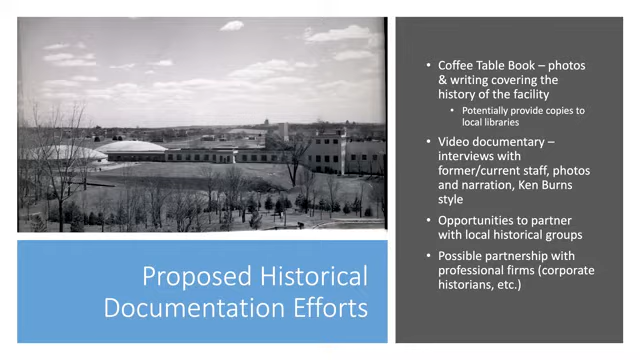 • Coffee Table Book – photos
& writing covering the
history of the facility
• Potentially provide copies to
local libraries
• Video documentary –
interviews with
former/current staff, photos
and narration, Ken Burns
style
• Opportunities to partner
with local historical groups
• Possible partnership with
professional firms (corporate
historians, etc.)
Proposed Historical
Documentation Efforts